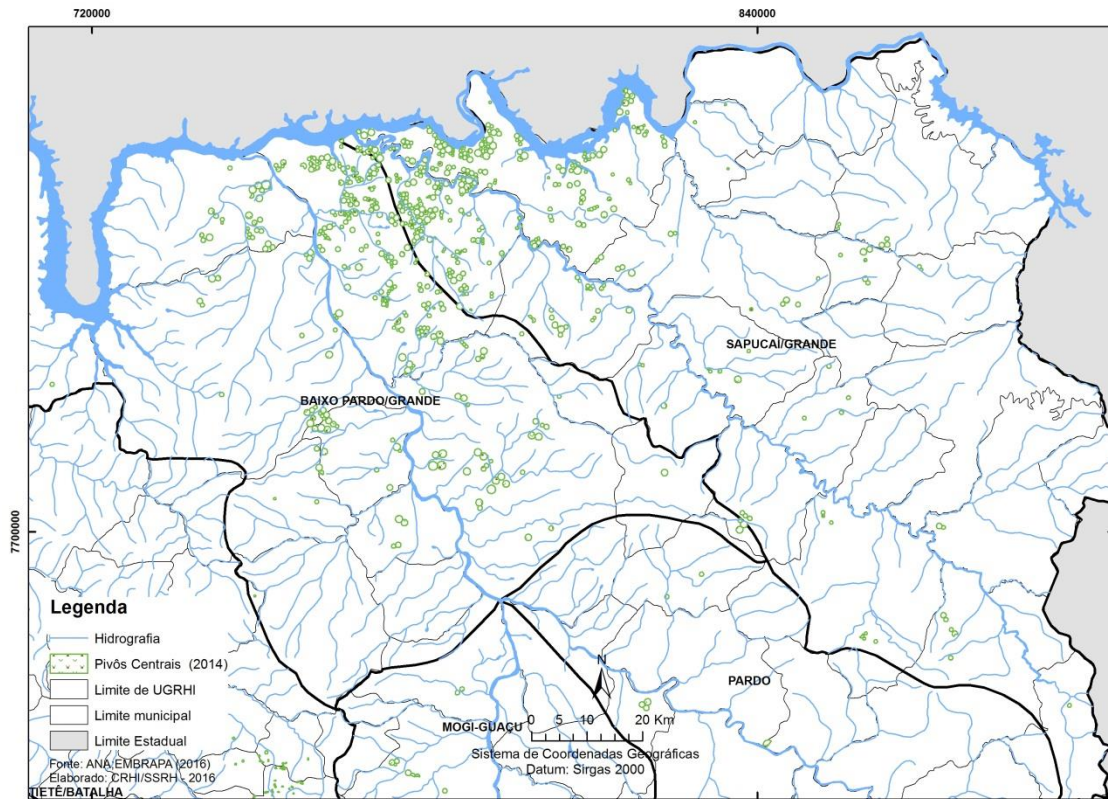 720000
840000
7700000
SAPUCAÍ/GRANDE
BAIXO PARDO/GRANDE
PARDO
MOGI-GUAÇU
TIETÊ/BATALHA
Legenda
Hidrografia
Pivôs Centrais (2014)
Limite de UGRHI
Limite municipal
Limite Estadual
Fonte: ANA,EMBRAPA (2016)
Elaborado: CRHI/SSRH - 2016
N
0 5 10 20 Km
Sistema de Coordenadas Geográficas
Datum: Sirgas 2000